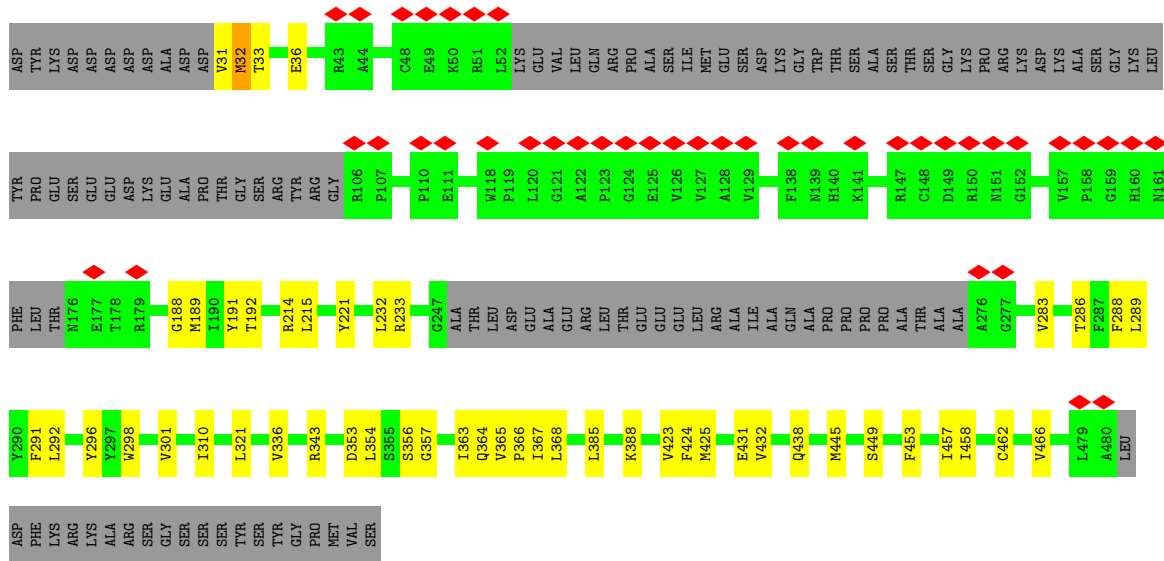 ASP TYR LYS ASP ASP ASP ASP ASP ALA ASP ASP V31 M32 T33 E36 R43 A44 C48 E49 K50 R51 L52 LYS GLU VAL LEU GLN ARG PRO ALA SER ILE MET GLU SER ASP LYS GLY TRP THR SER ALA SER THR SER GLY LYS PRO ARG LYS ASP LYS ALA SER GLY LYS LEU
TYR PRO GLU SER GLU GLU ASP LYS GLU ALA PRO THR GLY SER ARG TYR ARG GLY R106 P107 P110 E111 W118 P119 L120 G121 A122 P123 G124 E125 V126 V127 A128 V129 F138 N139 H140 K141 R147 C148 D149 R150 N151 G152 V157 P158 G159 H160 N161
PHE LEU THR N176 E177 T178 R179 G188 M189 I190 Y191 T192 R214 L215 Y221 L232 R233 G247 ALA THR LEU ASP GLU ALA GLU ARG LEU THR GLU GLU GLU LEU ARG ALA ILE ALA GLN ALA PRO PRO PRO PRO ALA THR ALA ALA A276 G277 V283 T286 F287 F288 L289
Y290 F291 L292 Y296 Y297 W298 V301 I310 L321 V336 R343 D353 L354 S355 S356 G357 I363 Q364 V365 P366 I367 L368 L385 K388 V423 F424 M425 E431 V432 Q438 M445 S449 F453 I457 I458 C462 V466 L479 A480 LEU
ASP PHE LYS ARG LYS ALA ARG SER GLY SER SER SER TYR SER TYR GLY PRO MET VAL SER